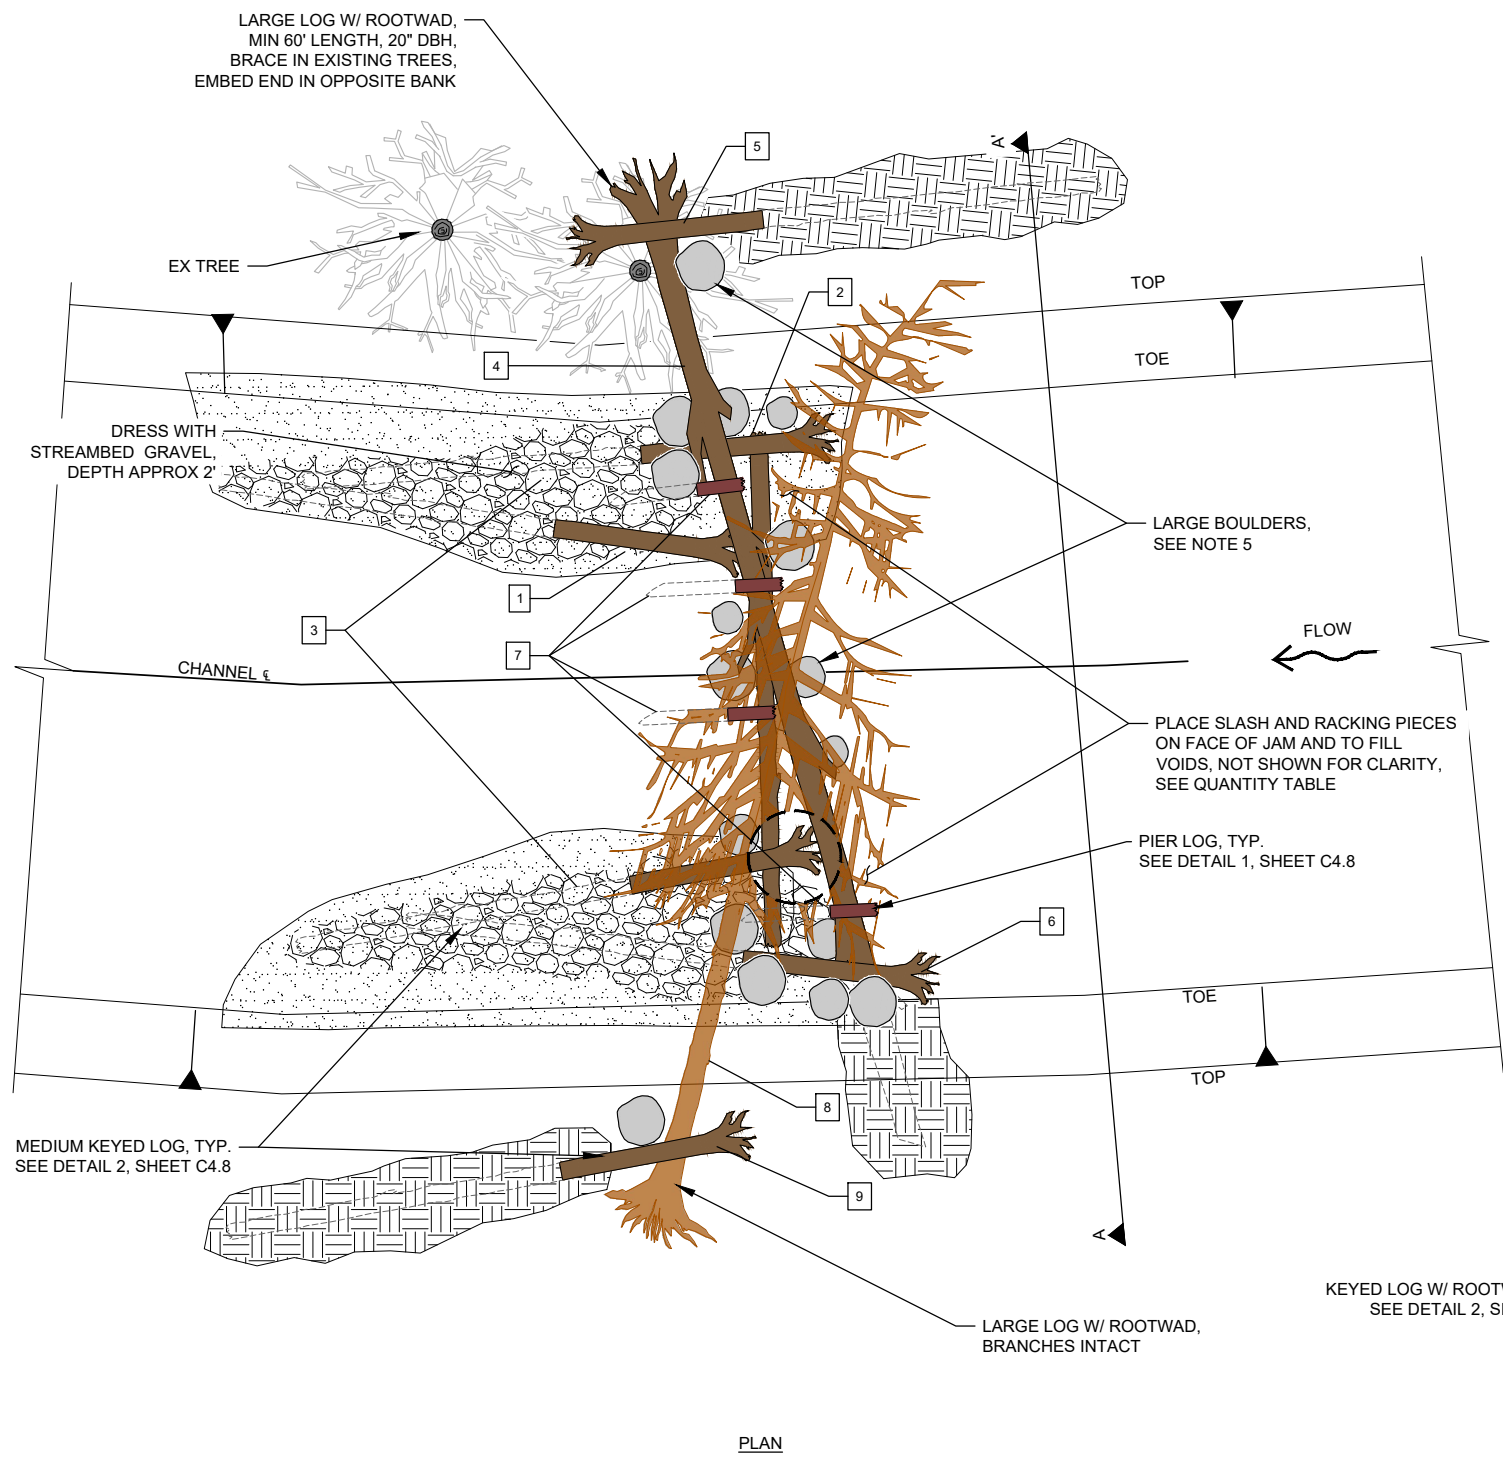 LARGE LOG W/ ROOTWAD,
MIN 60' LENGTH, 20" DBH,
BRACE IN EXISTING TREES,
EMBED END IN OPPOSITE BANK
5
A'
EX TREE
2
TOP
4
TOE
DRESS WITH
STREAMBED GRAVEL,
DEPTH APPROX 2'
LARGE BOULDERS,
SEE NOTE 5
1
3
7
FLOW
CHANNEL ℄
PLACE SLASH AND RACKING PIECES
ON FACE OF JAM AND TO FILL
VOIDS, NOT SHOWN FOR CLARITY,
SEE QUANTITY TABLE
PIER LOG, TYP.
SEE DETAIL 1, SHEET C4.8
6
TOE
TOP
8
MEDIUM KEYED LOG, TYP.
SEE DETAIL 2, SHEET C4.8
9
A
KEYED LOG W/
SEE DETAIL 2,
LARGE LOG W/ ROOTWAD,
BRANCHES INTACT
PLAN